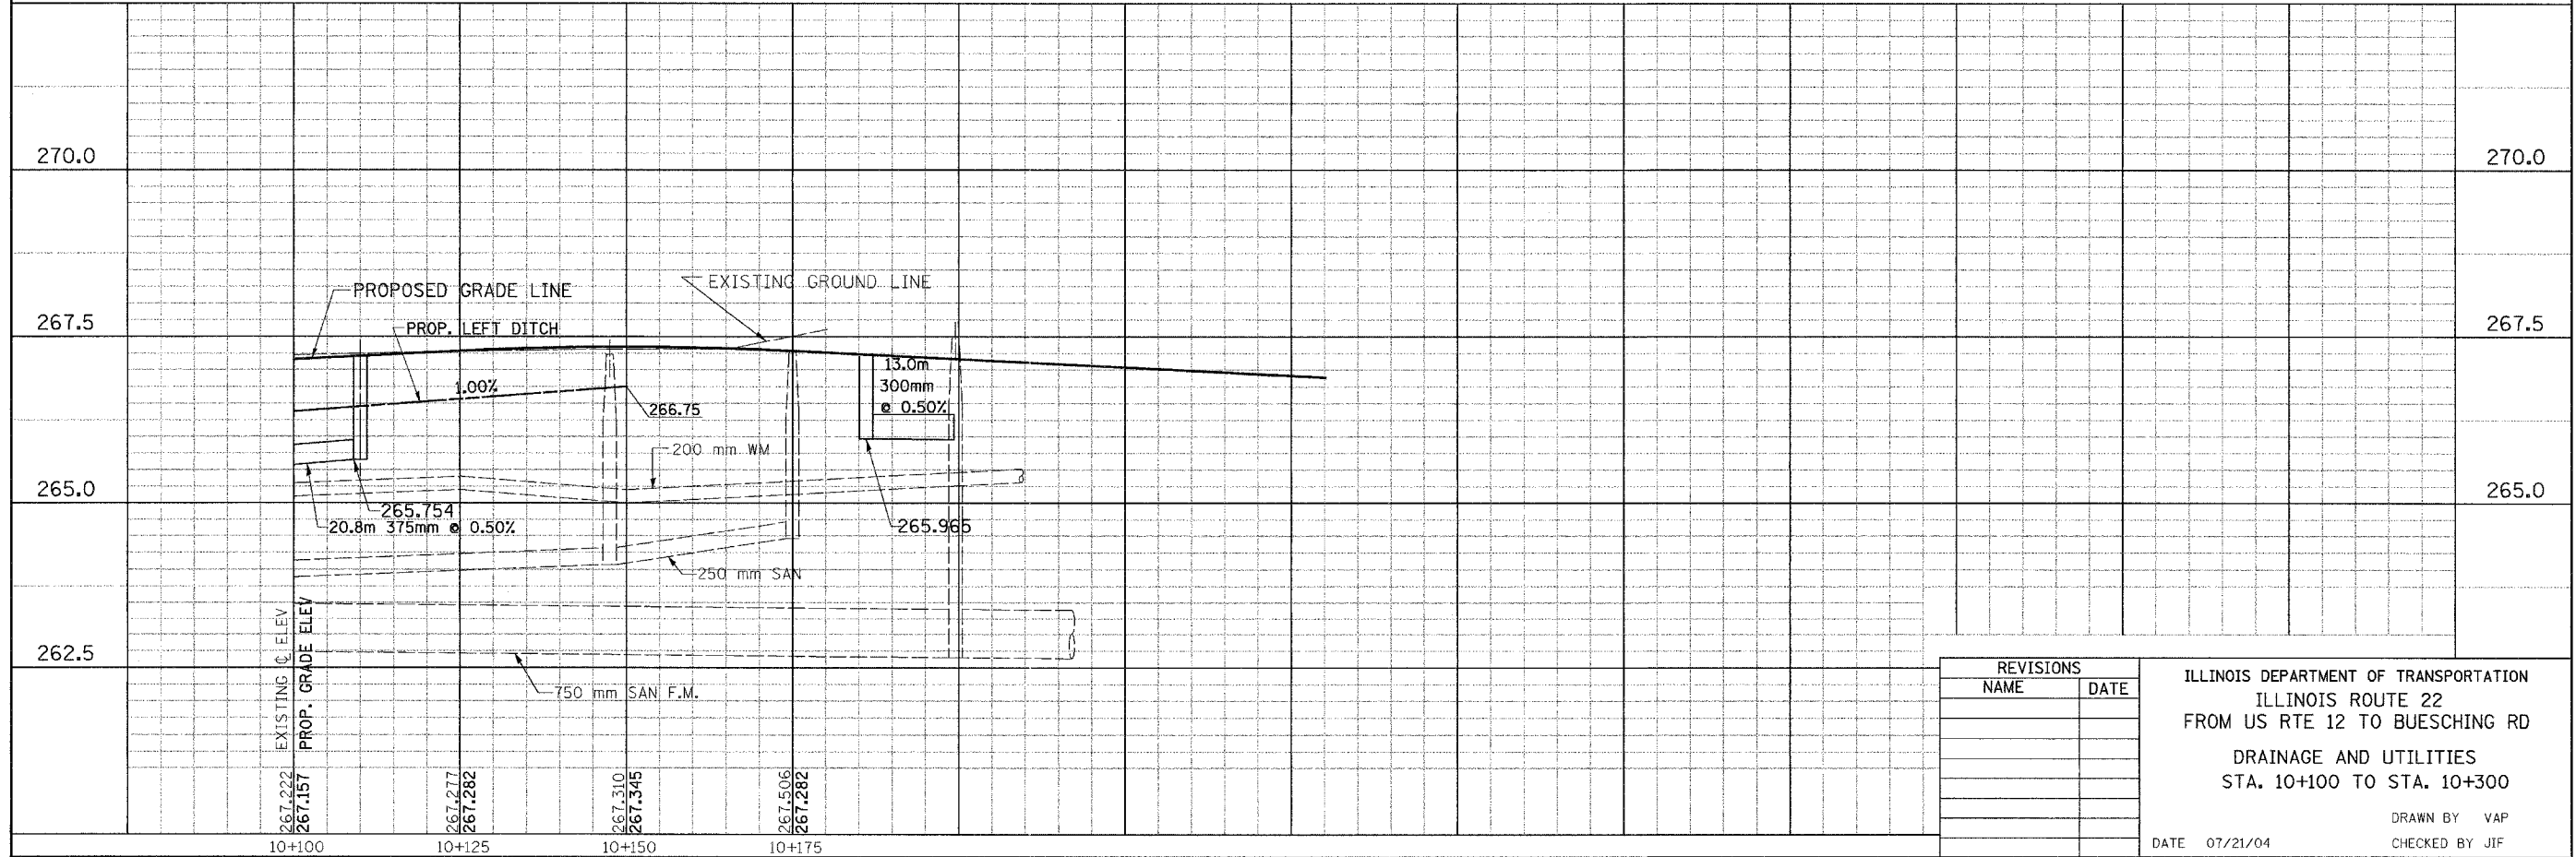 270.0
270.0
EXISTING GROUND LINE
PROPOSED GRADE LINE
267.5
267.5
PROP. LEFT DITCH
13.0m
300mm
@ 0.50%
1.00%
266.75
200 mm WM
265.0
265.0
265.754
20.8m 375mm @ 0.50%
265.965
250 mm SAN
262.5
262.5
750 mm SAN F.M.
EXISTING ℄ ELEV
PROP. GRADE ELEV
267.222
267.157
267.277
267.282
267.310
267.345
267.506
267.282
10+100
10+125
10+150
10+175
REVISIONS
NAME DATE
ILLINOIS DEPARTMENT OF TRANSPORTATION
ILLINOIS ROUTE 22
FROM US RTE 12 TO BUESCHING RD
DRAINAGE AND UTILITIES
STA. 10+100 TO STA. 10+300
DRAWN BY VAP
DATE 07/21/04
CHECKED BY JIF